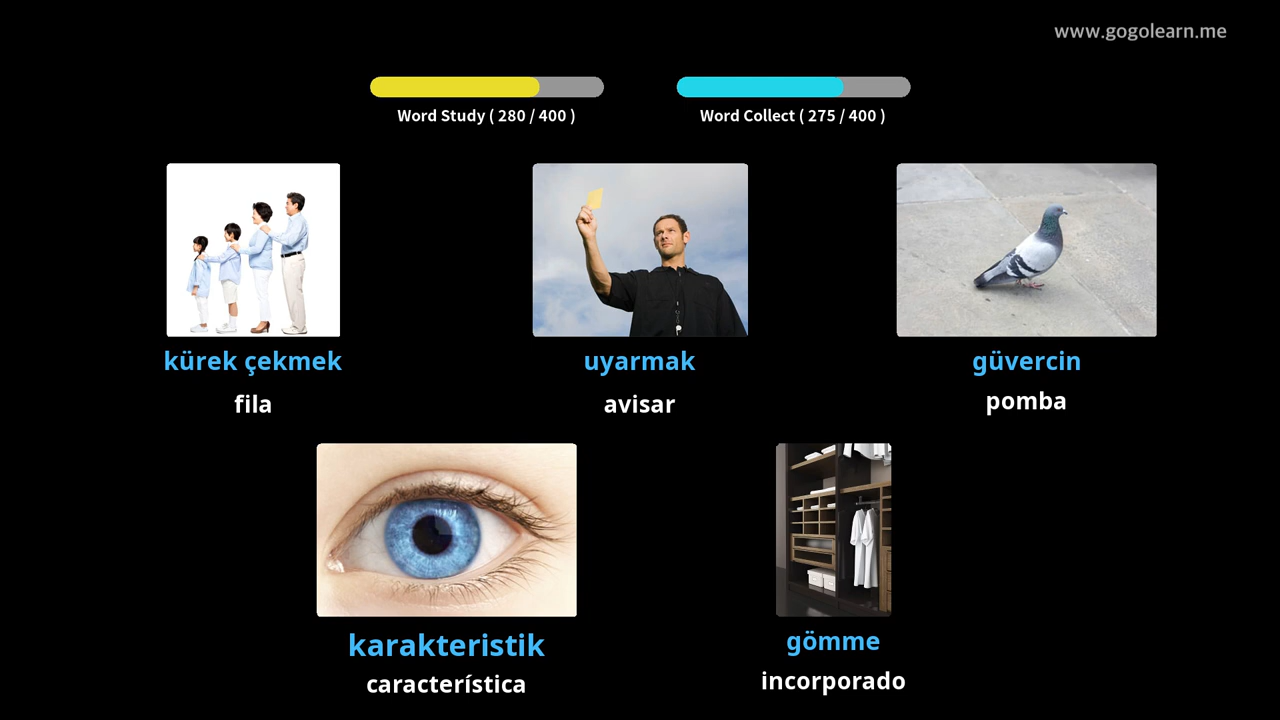 www.gogolearn.me
Word Study ( 280 / 400 )
Word Collect ( 275 / 400 )
kürek çekmek
fila
uyarmak
avisar
güvercin
pomba
karakteristik
característica
gömme
incorporado